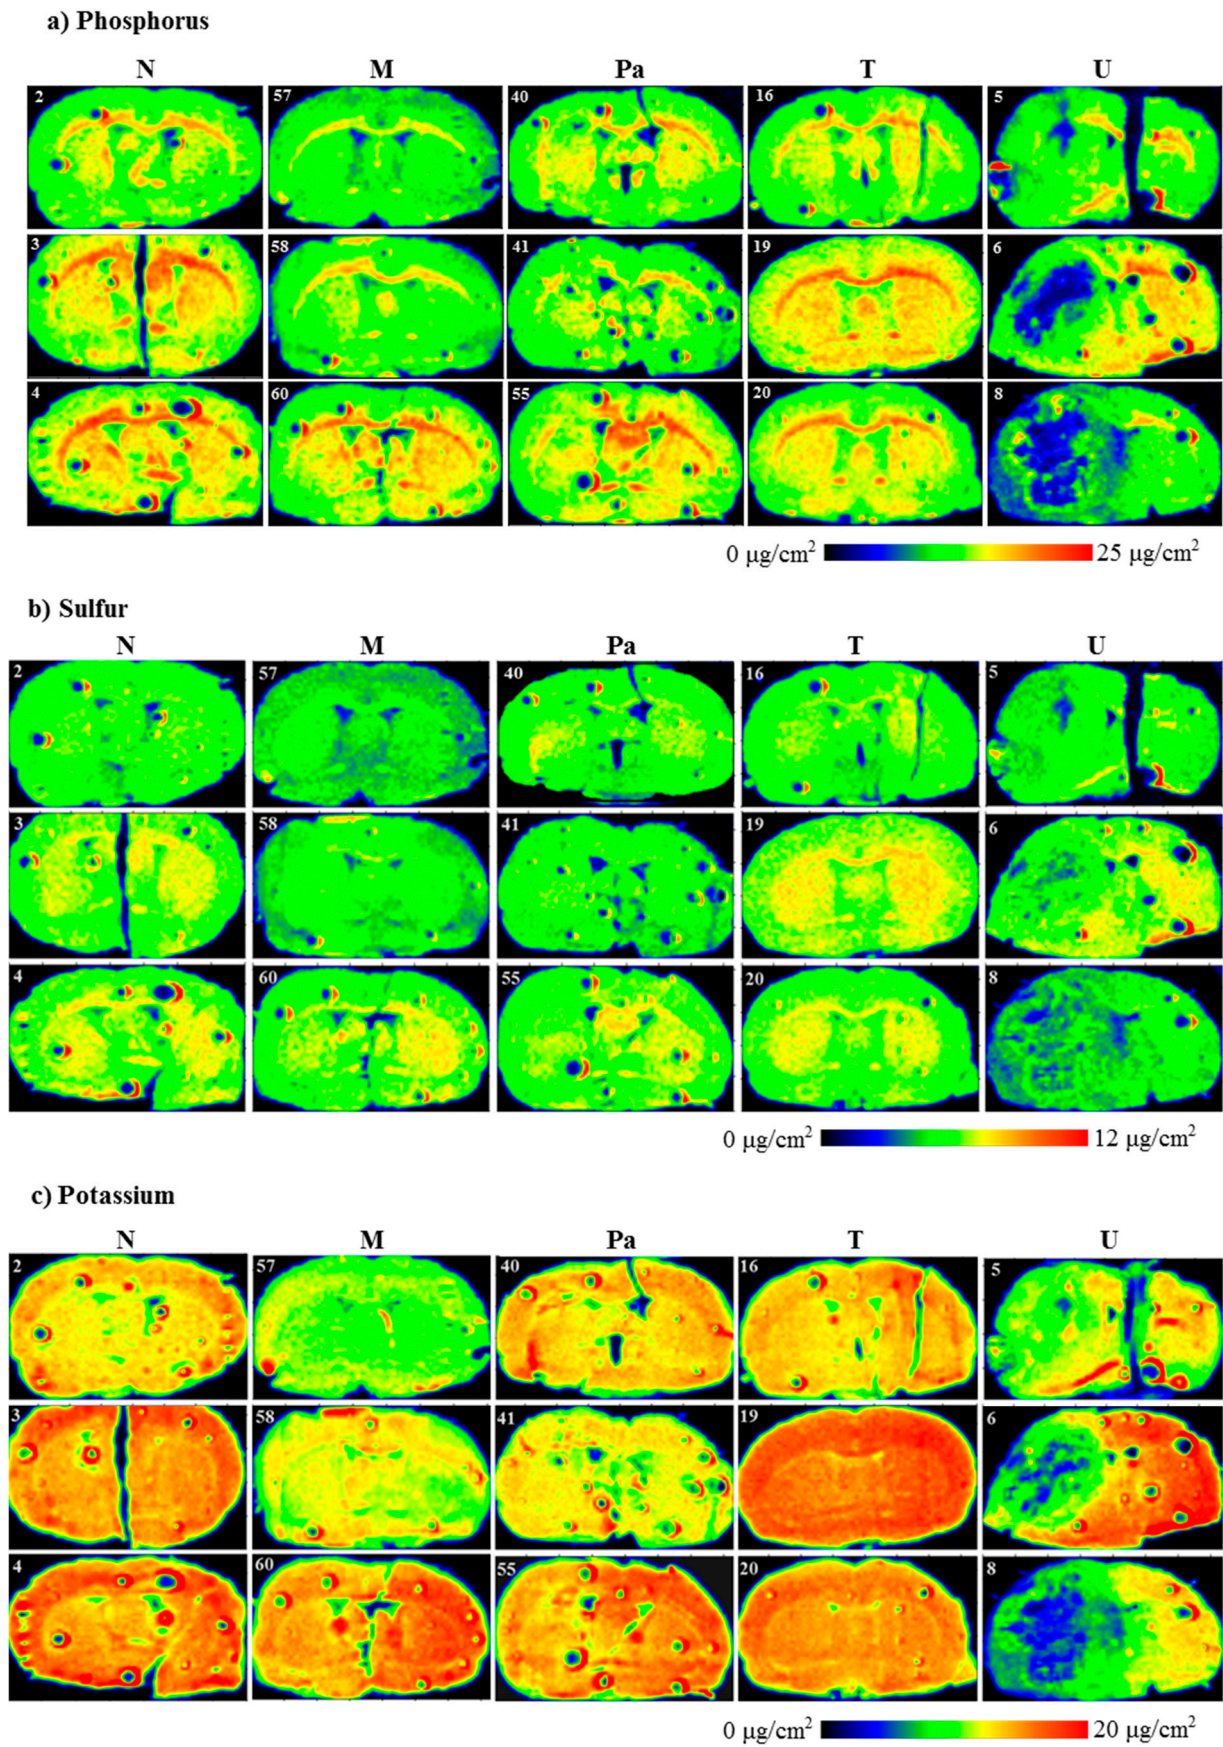 a) Phosphorus
N M Pa T U
2 57 40 16 5
3 58 41 19 6
4 60 55 20 8
0 µg/cm² 25 µg/cm²
b) Sulfur
N M Pa T U
2 57 40 16 5
3 58 41 19 6
4 60 55 20 8
0 µg/cm² 12 µg/cm²
c) Potassium
N M Pa T U
2 57 40 16 5
3 58 41 19 6
4 60 55 20 8
0 µg/cm² 20 µg/cm²